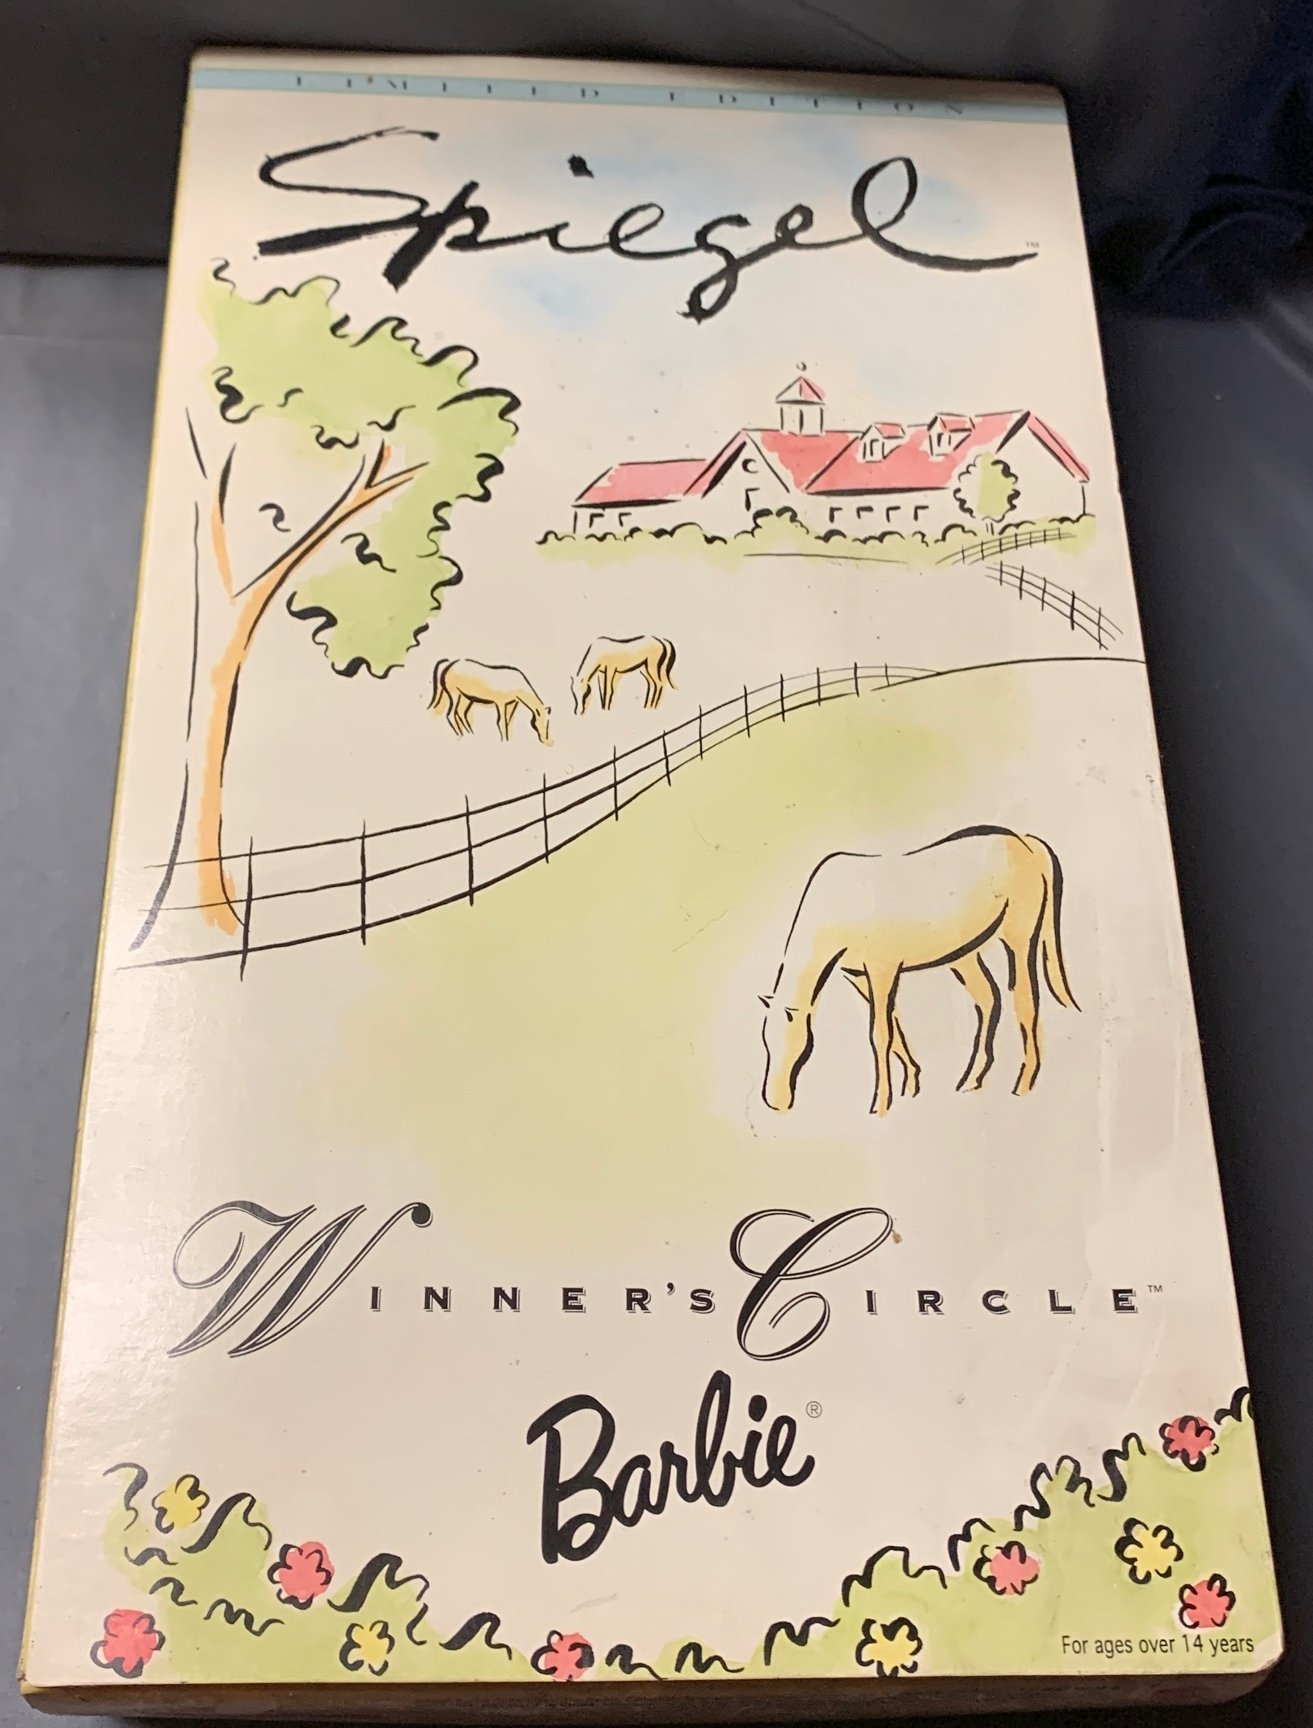 LIMITED EDITION
Spiegel™
WINNER'S CIRCLE™
Barbie®
For ages over 14 years